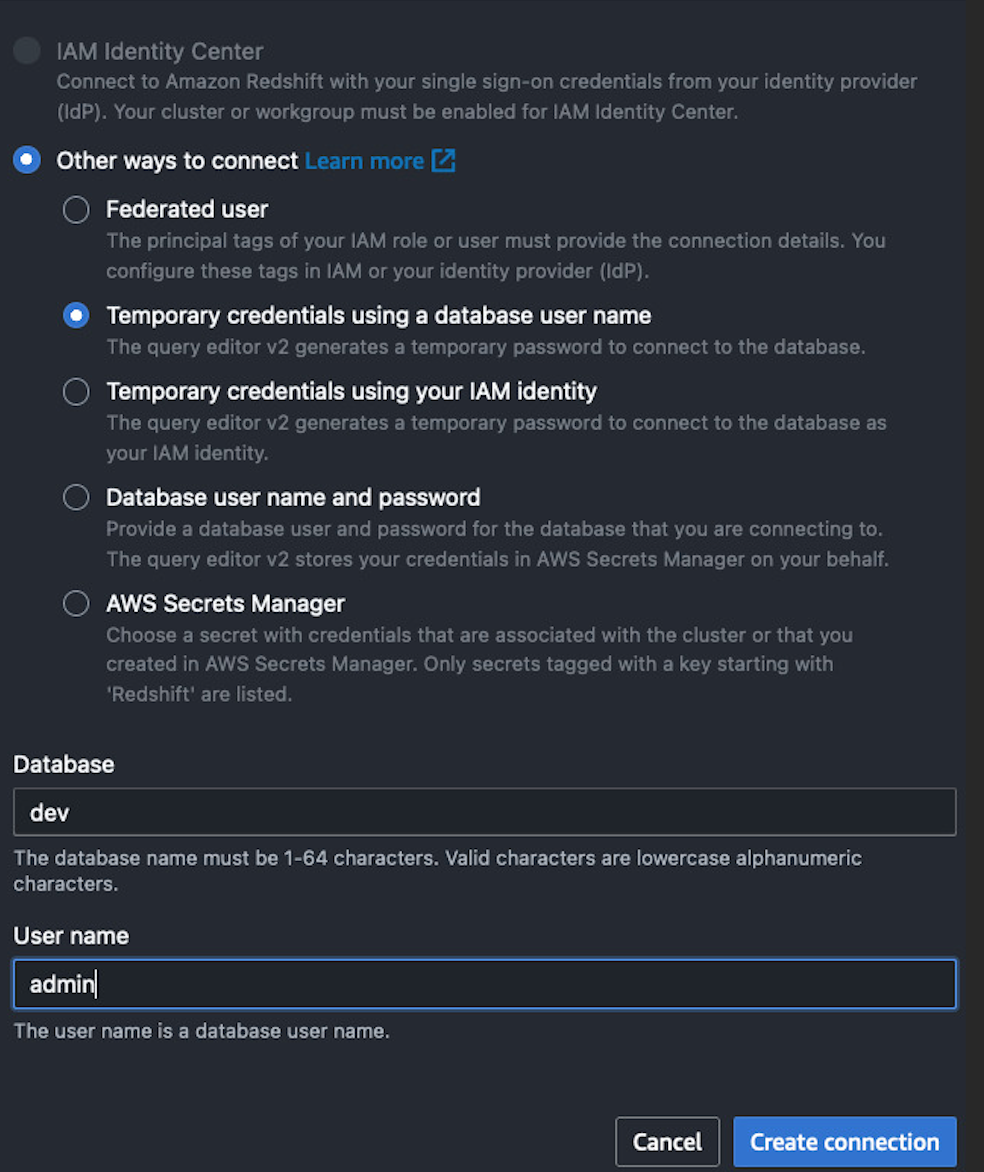 IAM Identity Center
Connect to Amazon Redshift with your single sign-on credentials from your identity provider
(IdP). Your cluster or workgroup must be enabled for IAM Identity Center.
Other ways to connect Learn more
Federated user
The principal tags of your IAM role or user must provide the connection details. You
configure these tags in IAM or your identity provider (IdP).
Temporary credentials using a database user name
The query editor v2 generates a temporary password to connect to the database.
Temporary credentials using your IAM identity
The query editor v2 generates a temporary password to connect to the database as
your IAM identity.
Database user name and password
Provide a database user and password for the database that you are connecting to.
The query editor v2 stores your credentials in AWS Secrets Manager on your behalf.
AWS Secrets Manager
Choose a secret with credentials that are associated with the cluster or that you
created in AWS Secrets Manager. Only secrets tagged with a key starting with
'Redshift' are listed.
Database
dev
The database name must be 1-64 characters. Valid characters are lowercase alphanumeric
characters.
User name
admin
The user name is a database user name.
Cancel Create connection